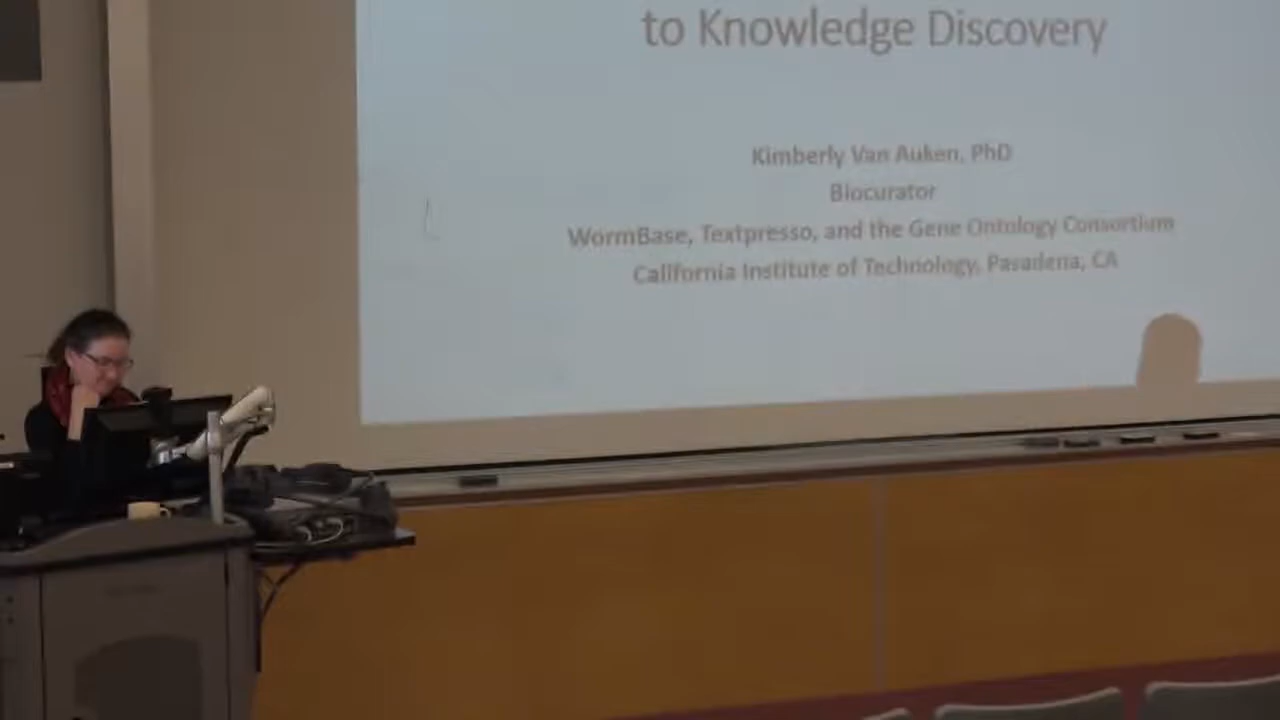 to Knowledge Discovery
Kimberly Van Auken, PhD
Biocurator
WormBase, Textpresso, and the Gene Ontology Consortium
California Institute of Technology, Pasadena, CA